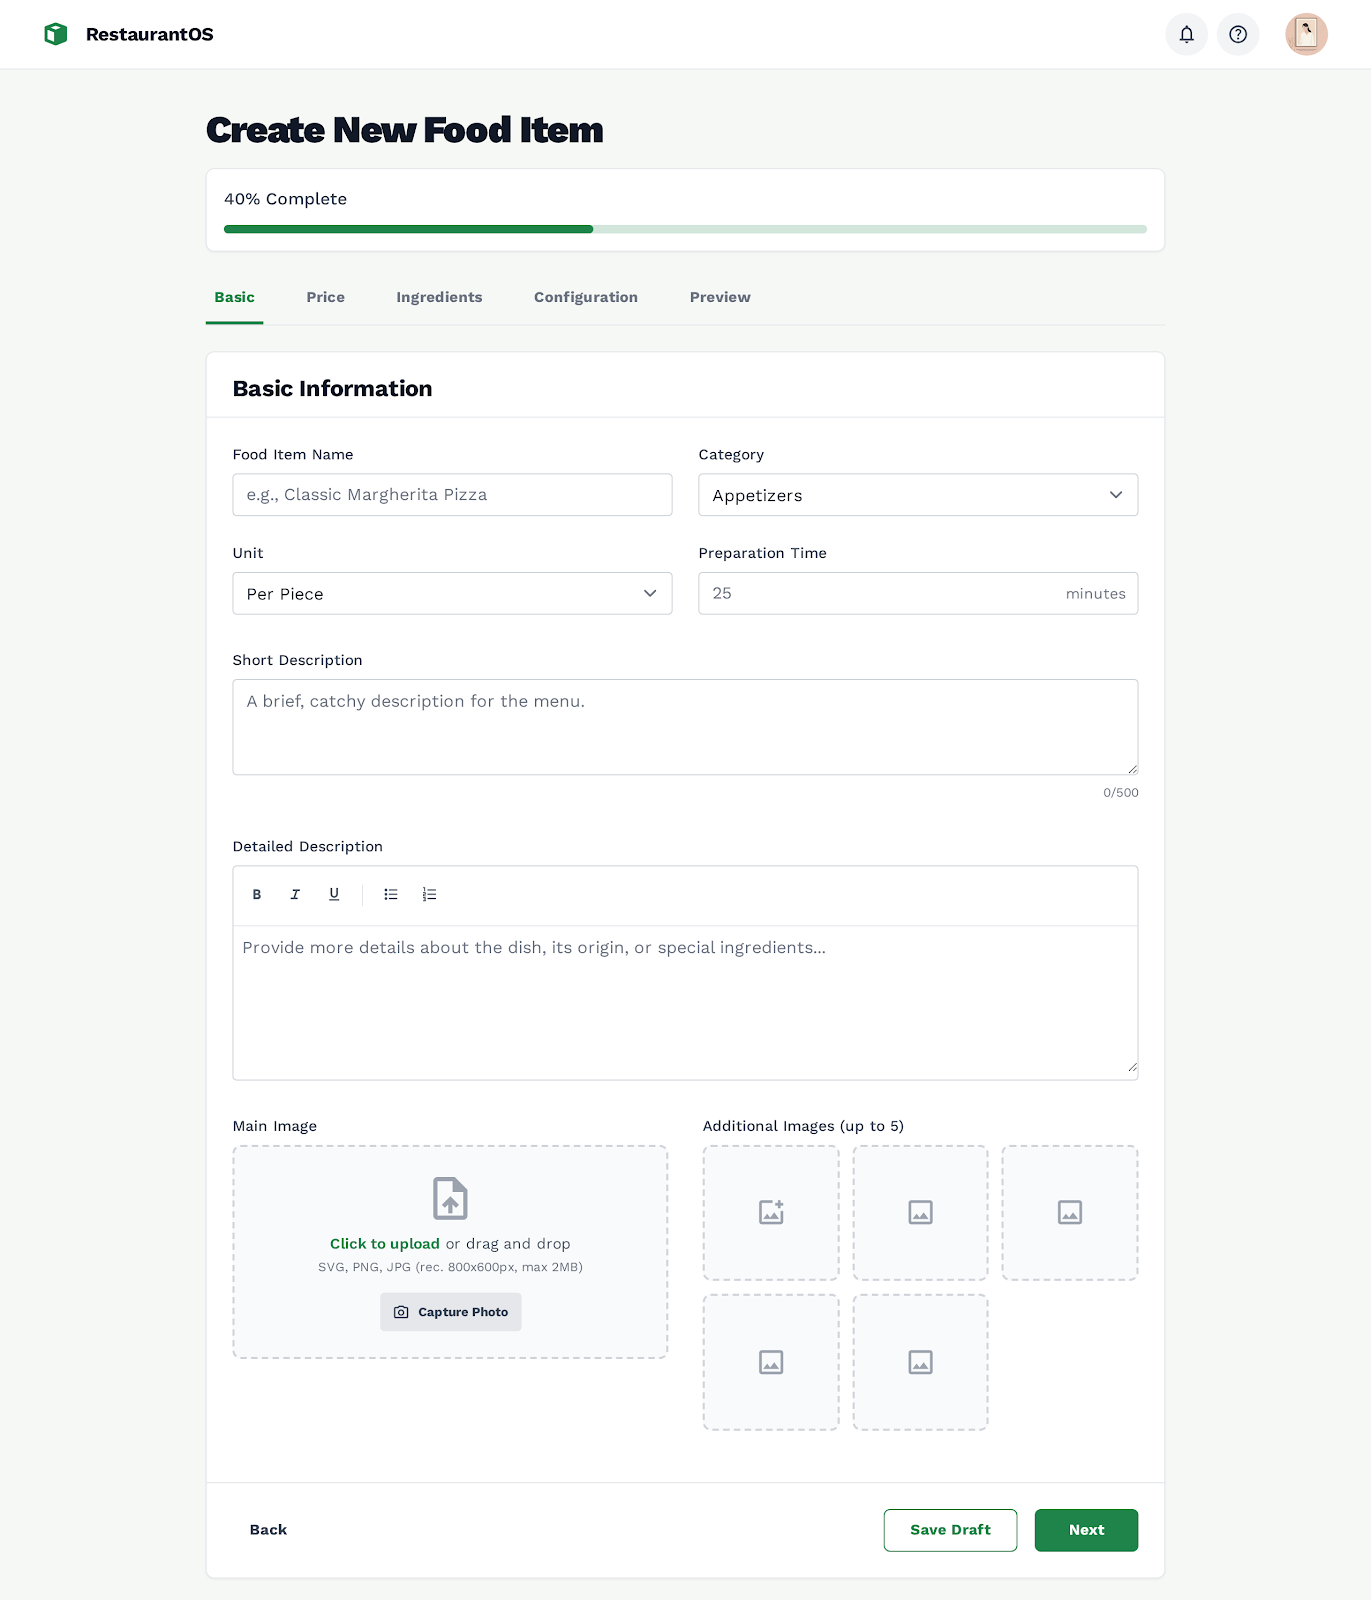 RestaurantOS
Create New Food Item
40% Complete
Basic
Price
Ingredients
Configuration
Preview
Basic Information
Food Item Name
Category
e.g., Classic Margherita Pizza
Appetizers
Unit
Preparation Time
Per Piece
25
minutes
Short Description
A brief, catchy description for the menu.
0/500
Detailed Description
B I U
Provide more details about the dish, its origin, or special ingredients...
Main Image
Additional Images (up to 5)
Click to upload or drag and drop
SVG, PNG, JPG (rec. 800x600px, max 2MB)
Capture Photo
Back
Save Draft
Next